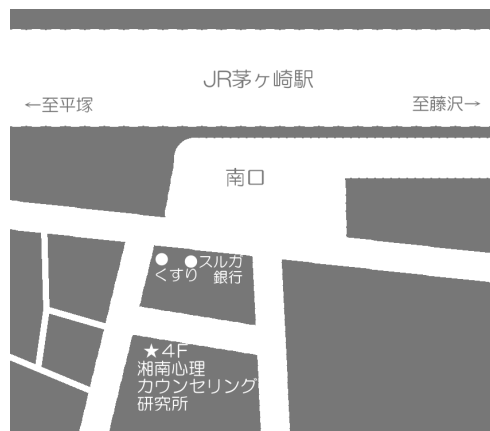 JR茅ヶ崎駅
←至平塚
至藤沢→
南口
●
●スルガ
銀行
くすり
★4F
湘南心理
カウンセリング
研究所